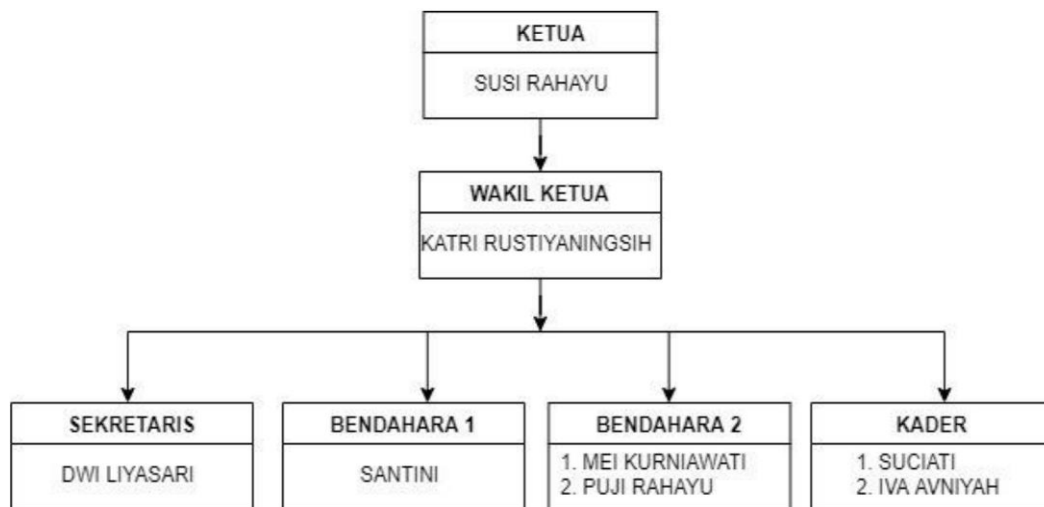 KETUA
SUSI RAHAYU
WAKIL KETUA
KATRI RUSTIYANINGSIH
SEKRETARIS
DWI LIYASARI
BENDAHARA 1
SANTINI
BENDAHARA 2
1. MEI KURNIAWATI
2. PUJI RAHAYU
KADER
1. SUCIATI
2. IVA AVNIYAH